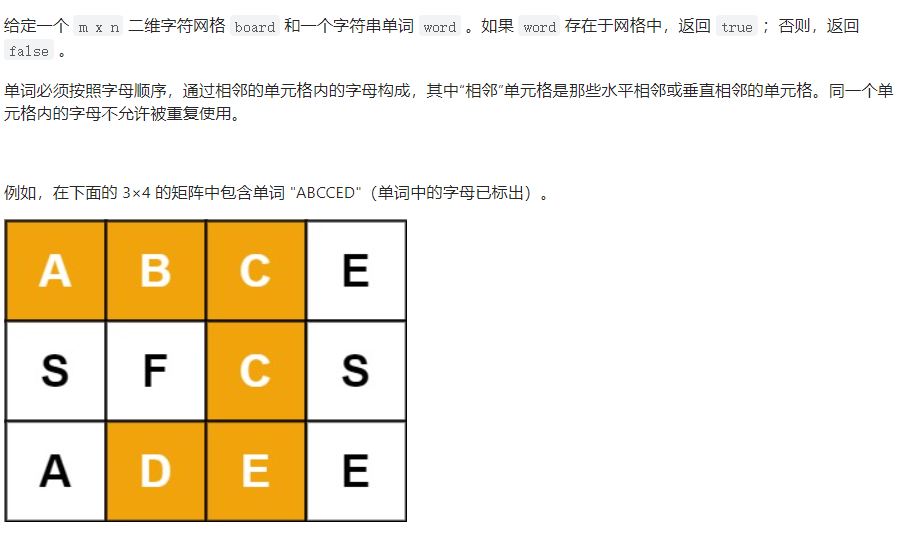 给定一个 m x n 二维字符网格 board 和一个字符串单词 word 。如果 word 存在于网格中，返回 true ；否则，返回
false 。
单词必须按照字母顺序，通过相邻的单元格内的字母构成，其中“相邻”单元格是那些水平相邻或垂直相邻的单元格。同一个单
元格内的字母不允许被重复使用。
例如，在下面的 3×4 的矩阵中包含单词 "ABCCED"（单词中的字母已标出）。
A B C E
S F C S
A D E E